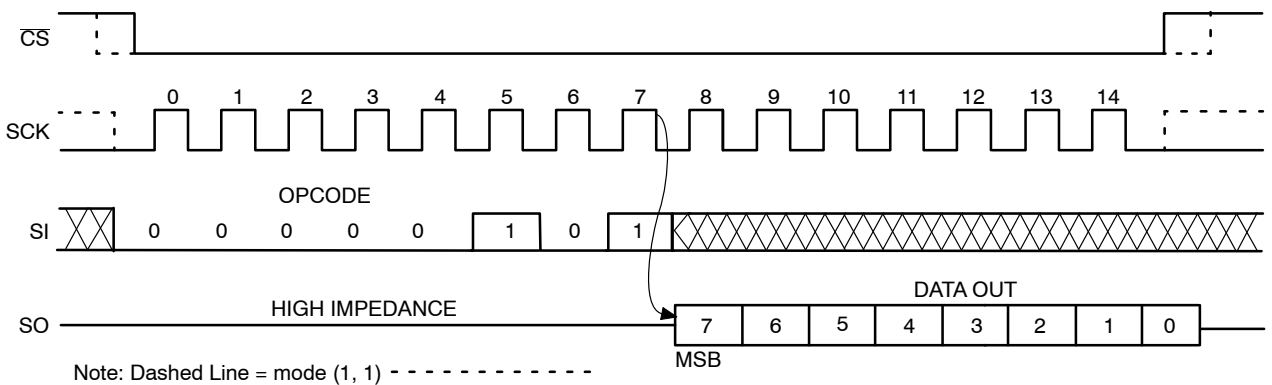 CS
0 1 2 3 4 5 6 7 8 9 10 11 12 13 14
SCK
OPCODE
SI 0 0 0 0 0 1 0 1
HIGH IMPEDANCE
DATA OUT
SO 7 6 5 4 3 2 1 0
MSB
Note: Dashed Line = mode (1, 1)